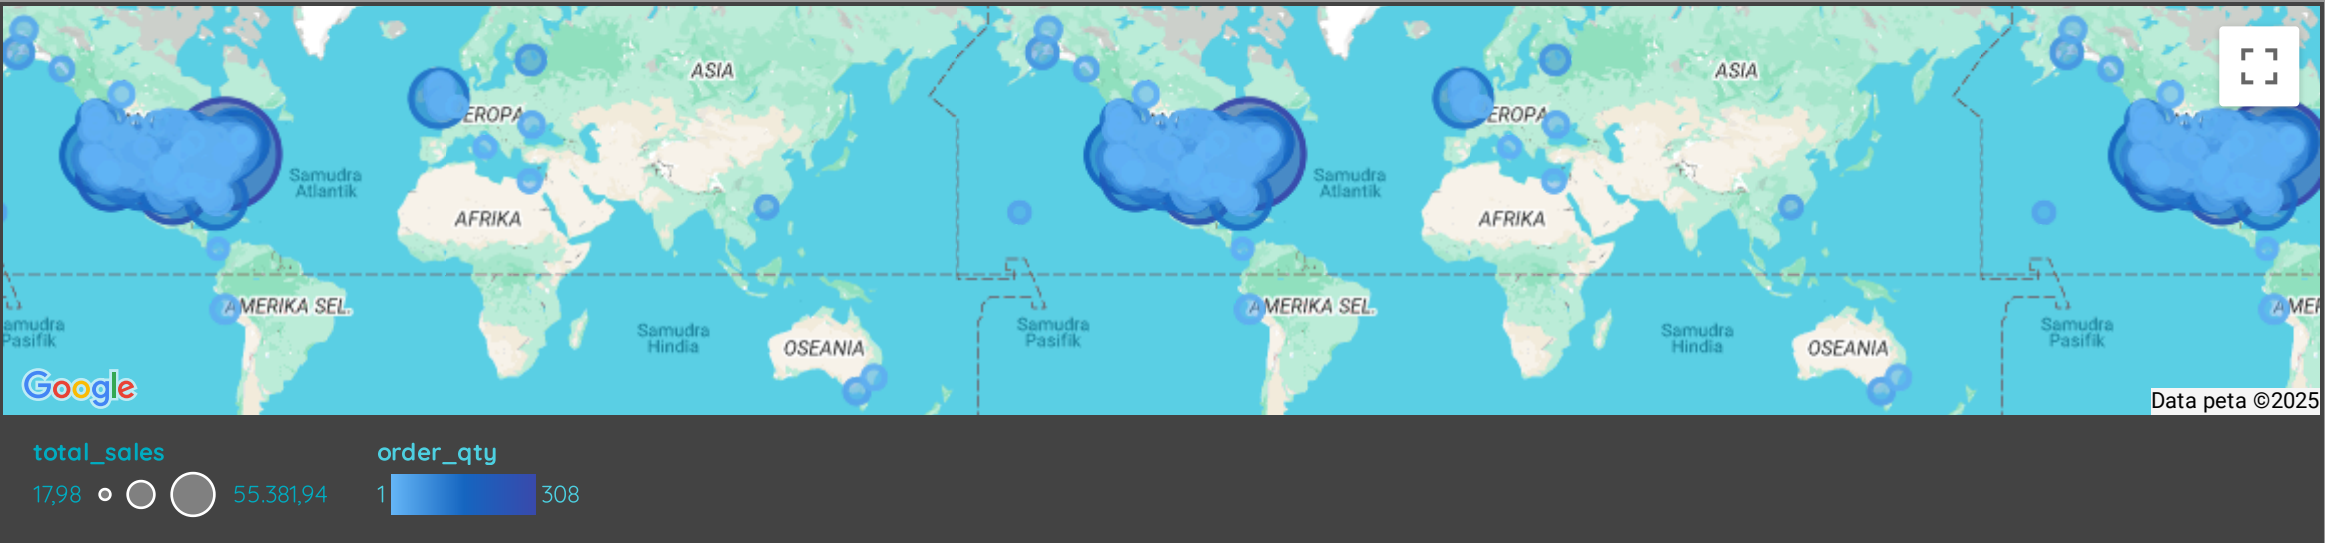 ASIA
ASIA
EROPA
EROPA
Samudra
Atlantik
Samudra
Atlantik
AFRIKA
AFRIKA
AMERIKA SEL.
AMERIKA SEL.
AMER
amudra
Pasifik
Samudra
Hindia
Samudra
Pasifik
Samudra
Hindia
Samudra
Pasifik
OSEANIA
OSEANIA
Google
Data peta ©2025
total_sales
order_qty
17,98
55.381,94
1
308